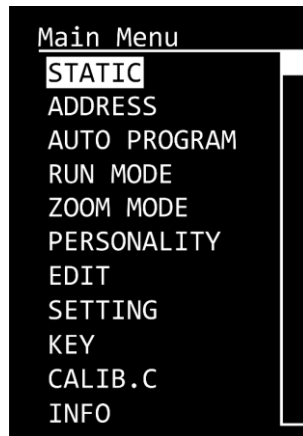 Main Menu
STATIC
ADDRESS
AUTO PROGRAM
RUN MODE
ZOOM MODE
PERSONALITY
EDIT
SETTING
KEY
CALIB.C
INFO